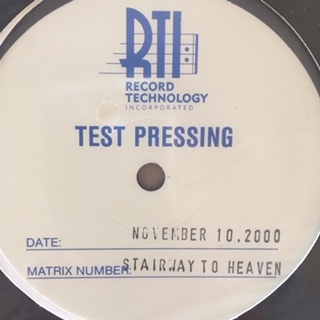 RTI
RECORD
TECHNOLOGY
INCORPORATED
TEST PRESSING
DATE: NOVEMBER 10.2000
MATRIX NUMBER: STAIRWAY TO HEAVEN